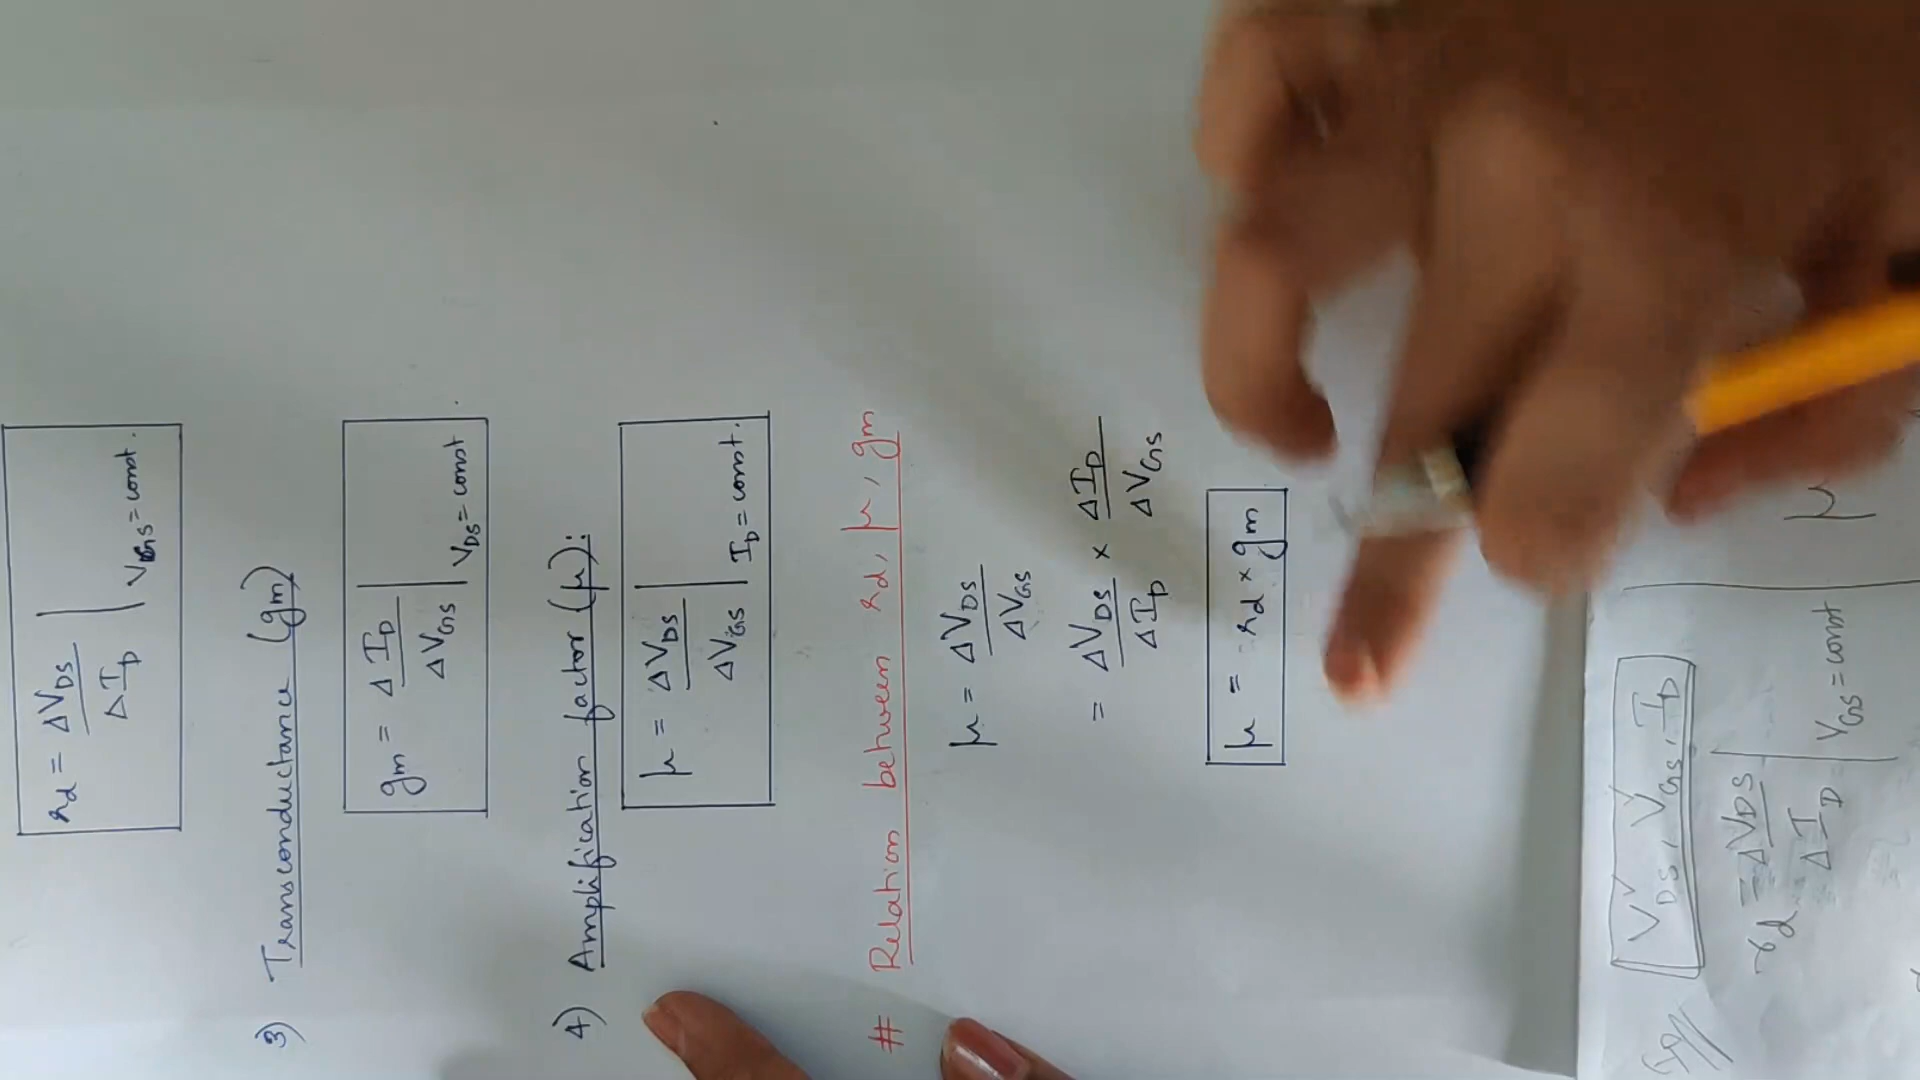 rd = ΔVDS / ΔID | VGS = const.
3) Transconductance (gm)
gm = ΔID / ΔVGS | VDS = const
4) Amplification factor (μ):
μ = ΔVDS / ΔVGS | ID = const.
# Relation between rd, μ, gm
μ = ΔVDS / ΔVGS
= ΔVDS / ΔID × ΔID / ΔVGS
μ = rd × gm
VDS, VGS, ID
rd = ΔVDS / ΔID | VGS = const
μ